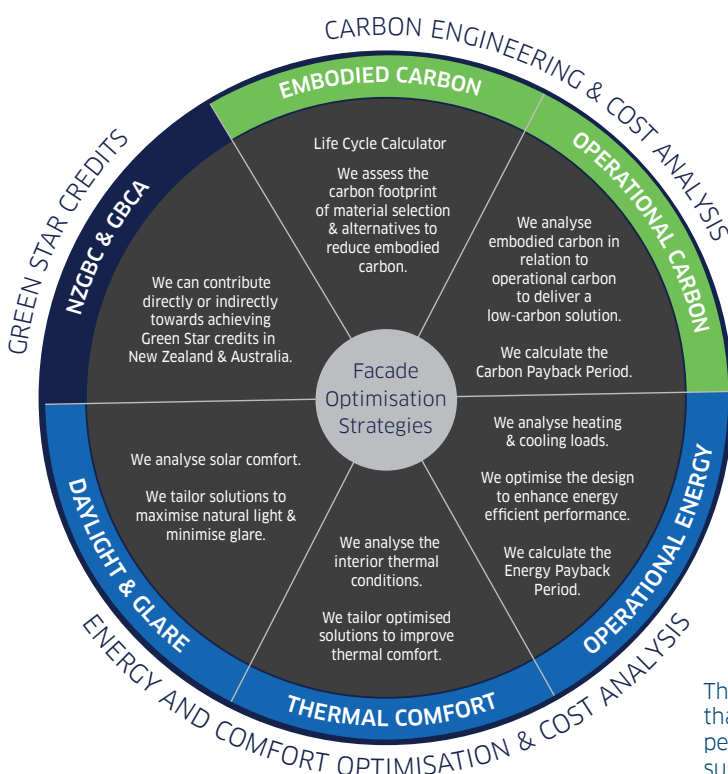 CARBON ENGINEERING & COST ANALYSIS
EMBODIED CARBON
Life Cycle Calculator
We assess the
carbon footprint
of material selection
& alternatives to
reduce embodied
carbon.
OPERATIONAL CARBON
We analyse
embodied carbon in
relation to
operational carbon
to deliver a
low-carbon solution.
We calculate the
Carbon Payback Period.
GREEN STAR CREDITS
NZGBC & GBCA
We can contribute
directly or indirectly
towards achieving
Green Star credits in
New Zealand & Australia.
Facade
Optimisation
Strategies
We analyse heating
& cooling loads.
We optimise the design
to enhance energy
efficient performance.
We calculate the
Energy Payback
Period.
OPERATIONAL ENERGY
We analyse solar comfort.
We tailor solutions to
maximise natural light &
minimise glare.
DAYLIGHT & GLARE
We analyse the
interior thermal
conditions.
We tailor optimised
solutions to improve
thermal comfort.
THERMAL COMFORT
ENERGY AND COMFORT OPTIMISATION & COST ANALYSIS
Th
tha
pe
su